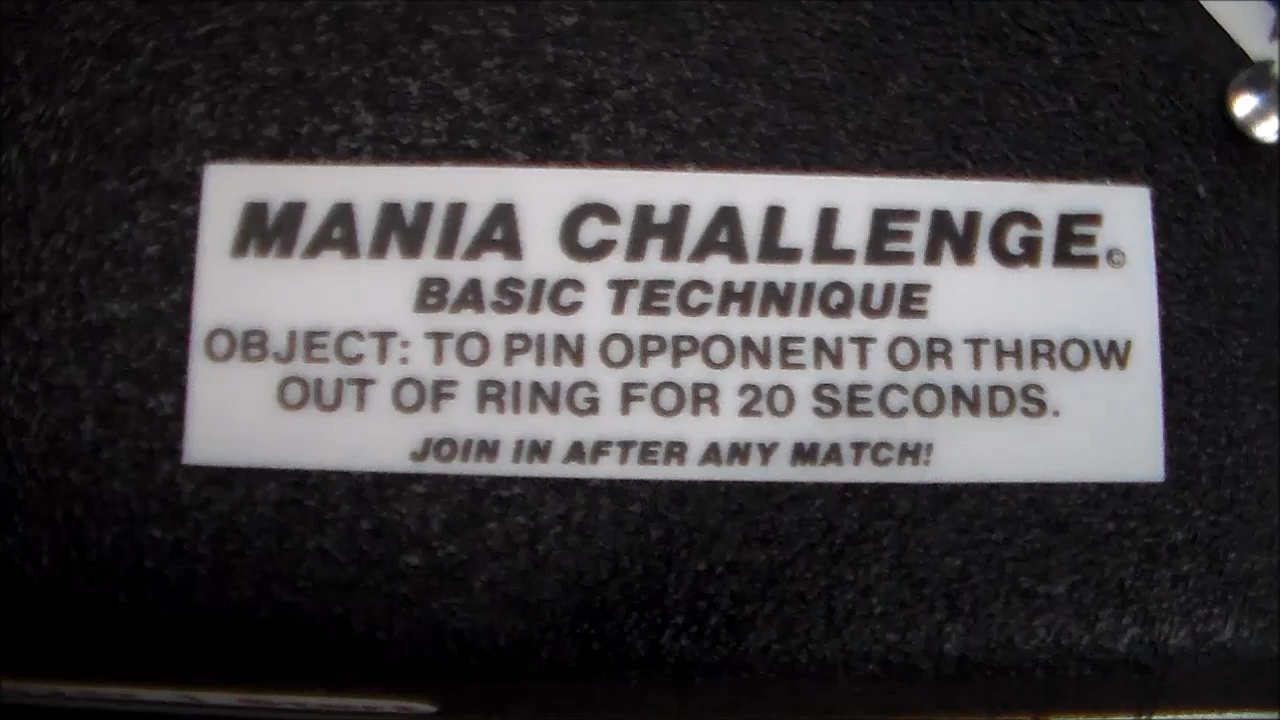 MANIA CHALLENGE©
BASIC TECHNIQUE
OBJECT: TO PIN OPPONENT OR THROW
OUT OF RING FOR 20 SECONDS.
JOIN IN AFTER ANY MATCH!